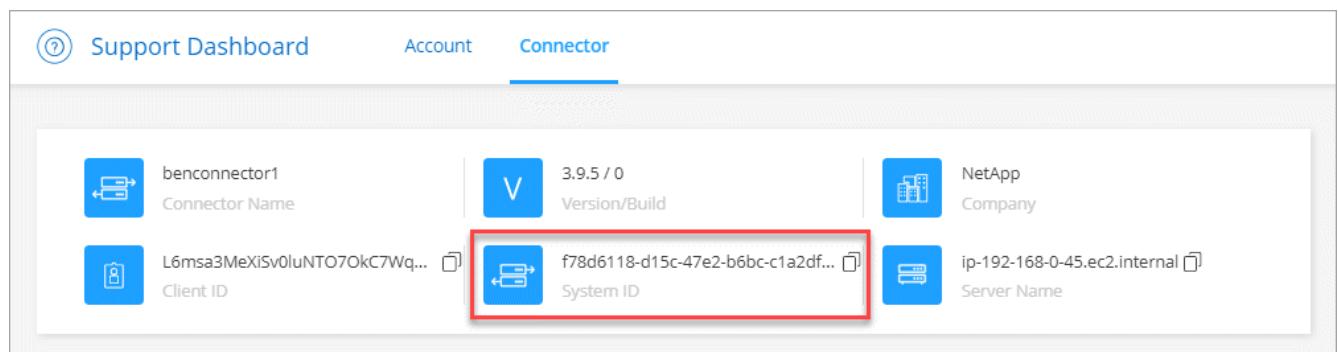 Support Dashboard Account Connector
benconnector1 3.9.5 / 0 NetApp
Connector Name V Version/Build Company
L6msa3MeXiSv0luNTO7OkC7Wq... f78d6118-d15c-47e2-b6bc-c1a2df... ip-192-168-0-45.ec2.internal
Client ID System ID Server Name